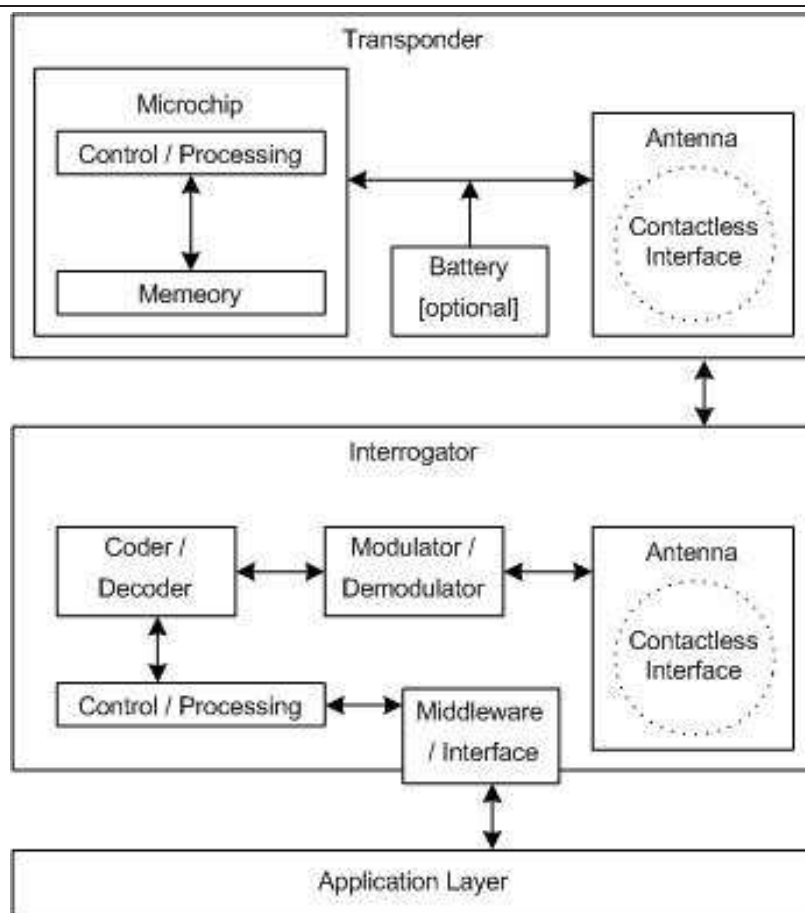 Transponder
Microchip
Control / Processing
Memeory
Battery
[optional]
Antenna
Contactless
Interface
Interrogator
Coder /
Decoder
Modulator /
Demodulator
Antenna
Contactless
Interface
Control / Processing
Middleware
/ Interface
Application Layer